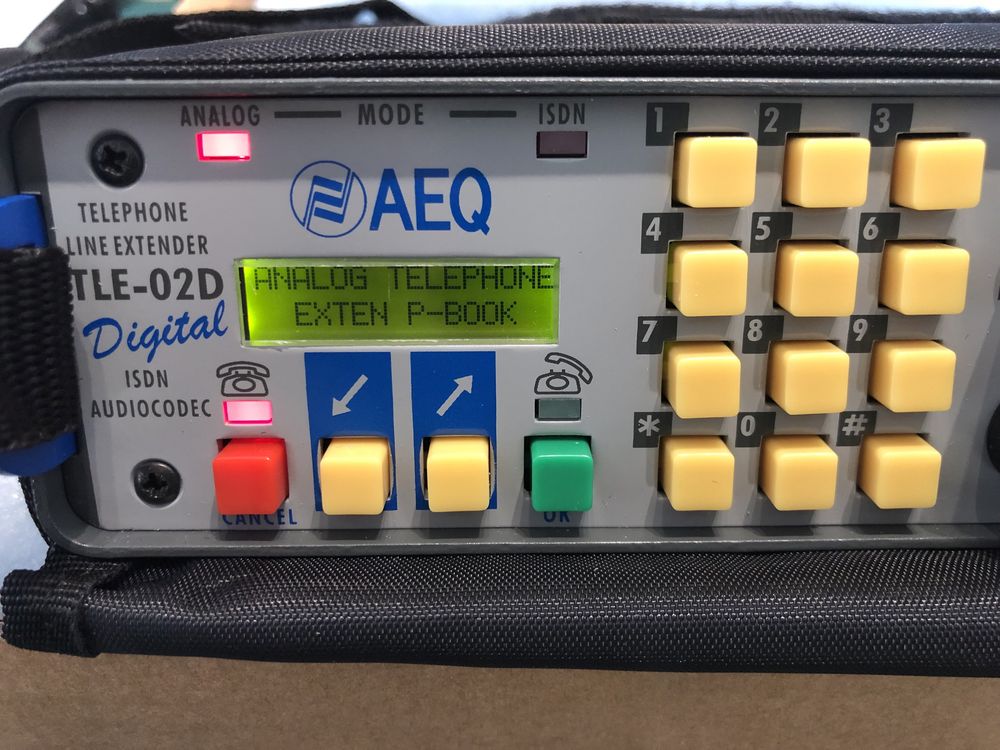 ANALOG MODE ISDN
AEQ
TELEPHONE
LINE EXTENDER
TLE-02D
Digital
ISDN
AUDIOCODEC
ANALOG TELEPHONE
EXTEN P-BOOK
CANCEL
OK
1 2 3
4 5 6
7 8 9
* 0 #